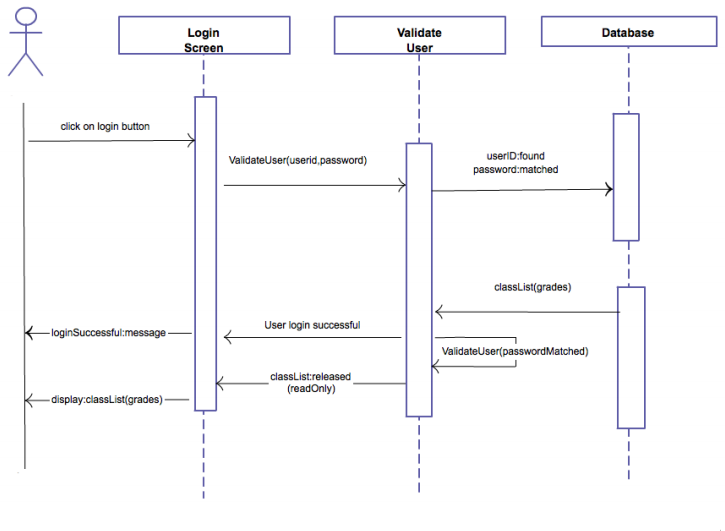 Login
Screen
Validate
User
Database
click on login button
ValidateUser(userid,password)
userID:found
password:matched
classList(grades)
User login successful
loginSuccessful:message
ValidateUser(passwordMatched)
classList:released
(readOnly)
display:classList(grades)